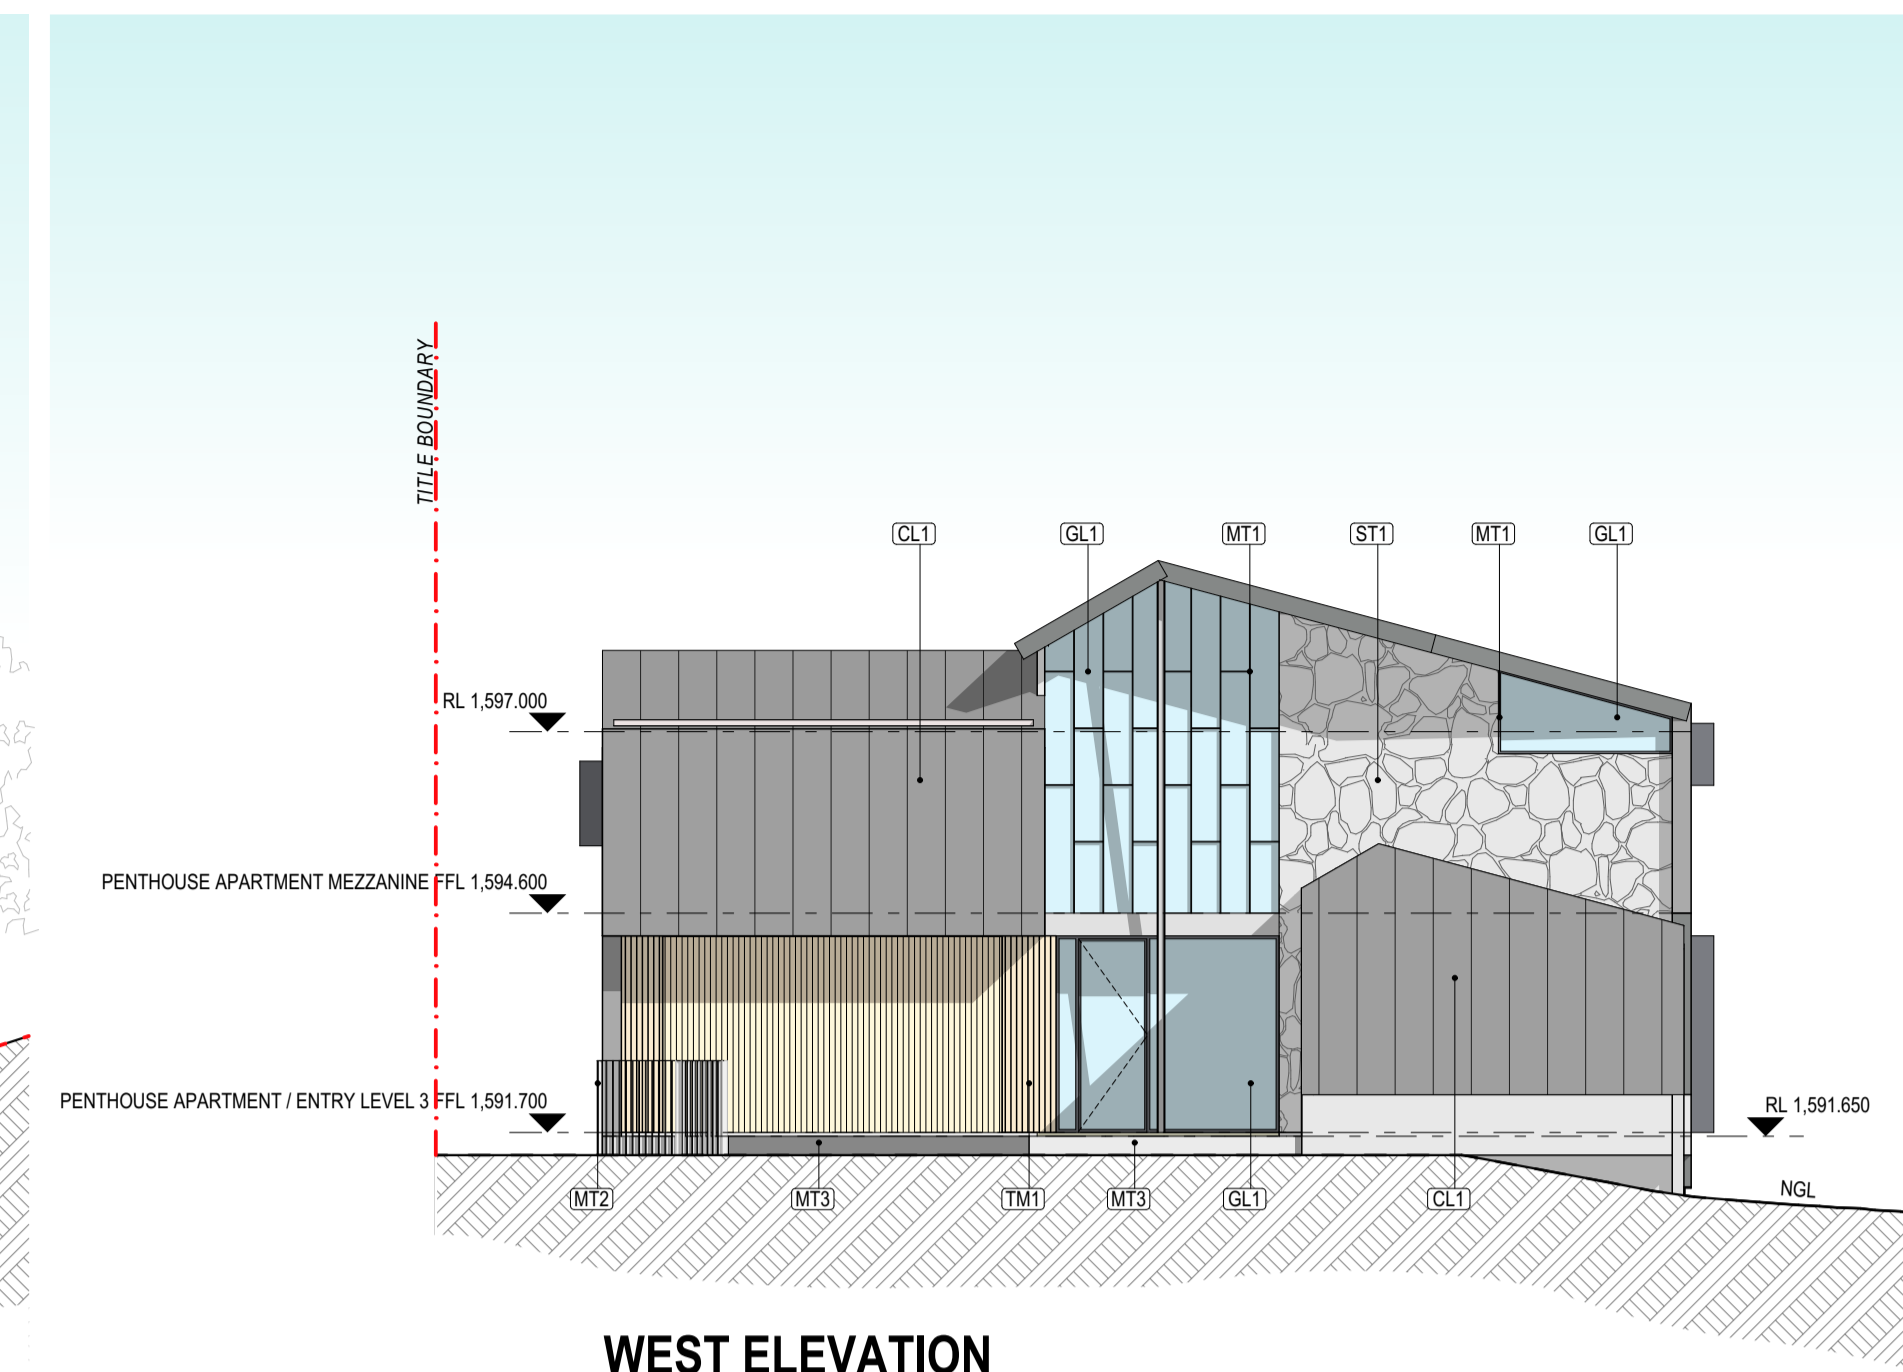 TITLE BOUNDARY
CL1
GL1
MT1
ST1
MT1
GL1
RL 1,597.000
PENTHOUSE APARTMENT MEZZANINE FFL 1,594.600
PENTHOUSE APARTMENT / ENTRY LEVEL 3 FFL 1,591.700
RL 1,591.650
NGL
MT2
MT3
TM1
MT3
GL1
CL1
WEST ELEVATION